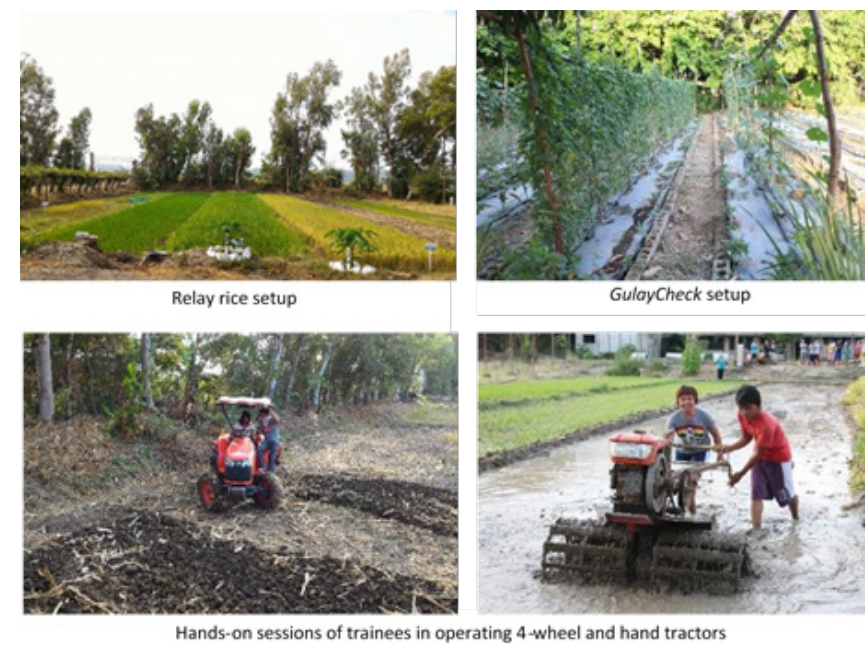 Relay rice setup
GulayCheck setup
Hands-on sessions of trainees in operating 4-wheel and hand tractors